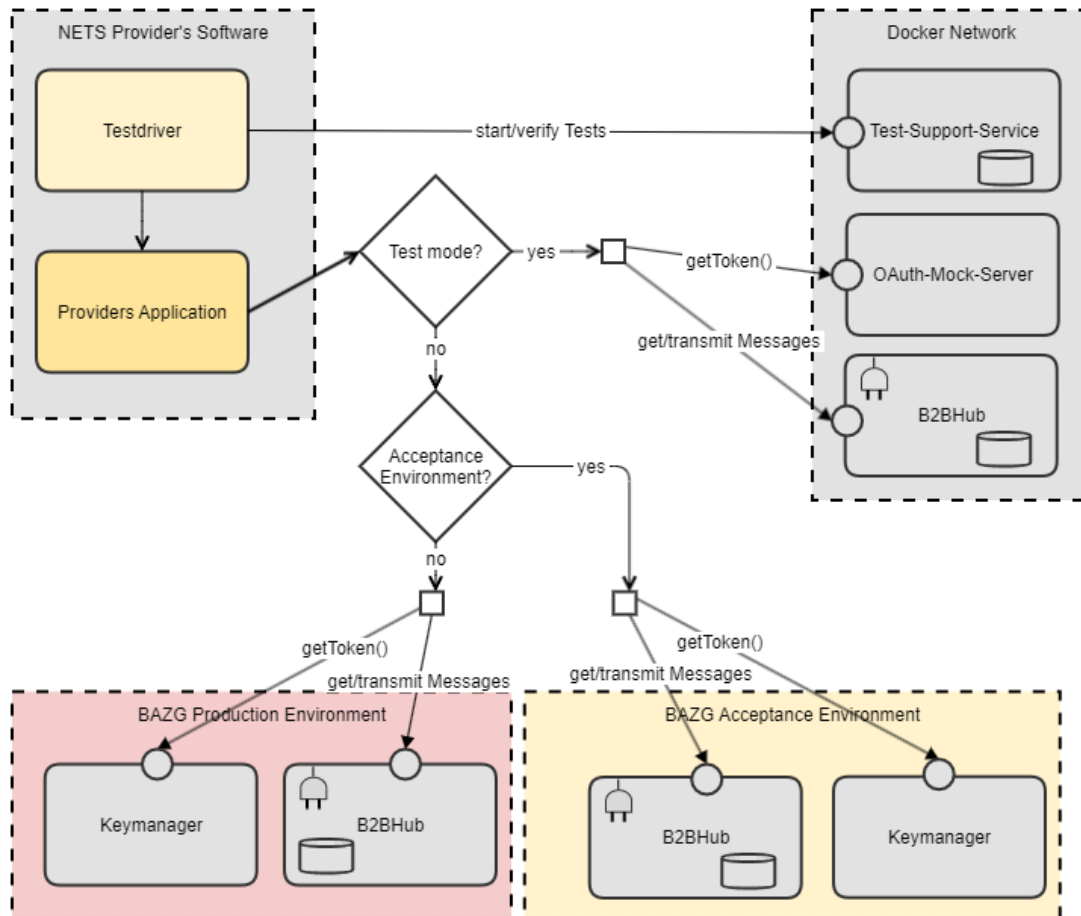 NETS Provider's Software
Docker Network
Testdriver
start/verify Tests
Test-Support-Service
Test mode?
yes
getToken()
OAuth-Mock-Server
Providers Application
get/transmit Messages
no
B2BHub
Acceptance
Environment?
yes
no
getToken()
get/transmit Messages
getToken()
get/transmit Messages
BAZG Production Environment
BAZG Acceptance Environment
Keymanager
B2BHub
B2BHub
Keymanager